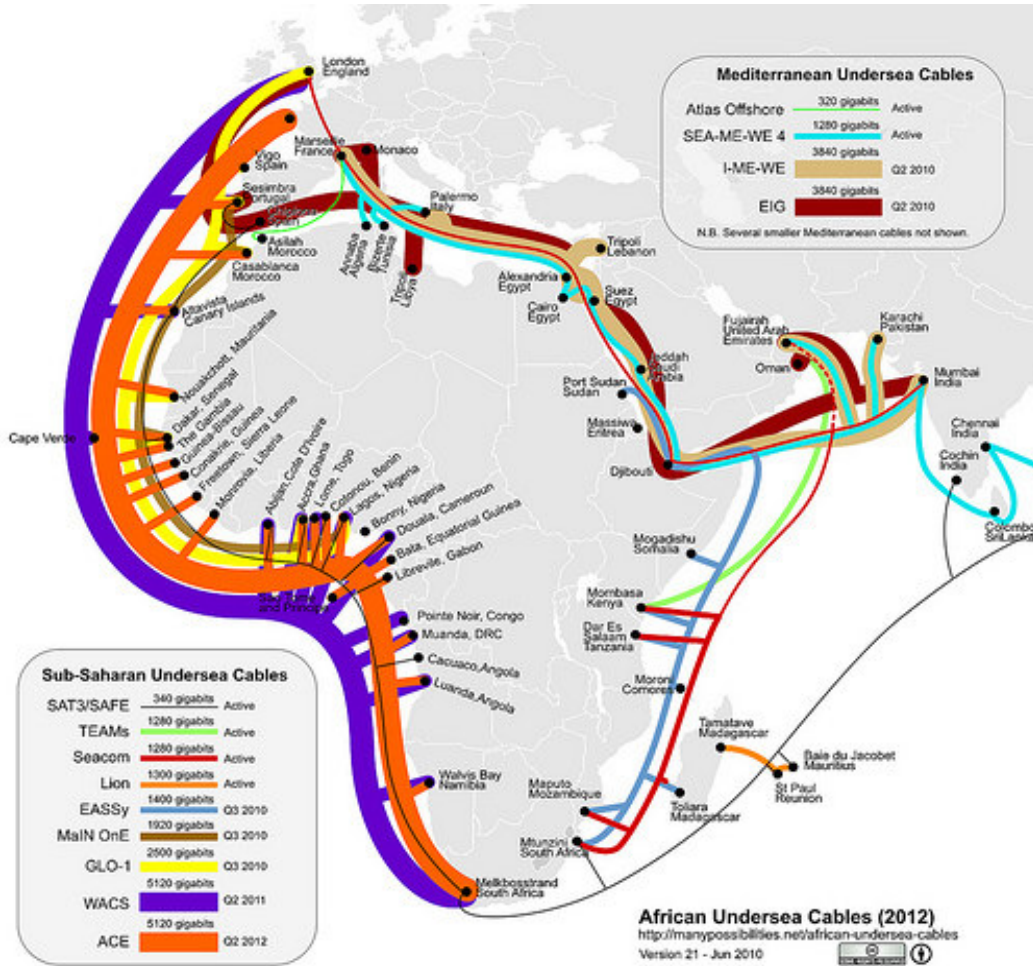 London
England
Marseille
France
Monaco
Vigo
Spain
Sesimbra
Portugal
Spain
Palermo
Italy
Asilah
Morocco
Casablanca
Morocco
Annaba
Algeria
Bizerte
Tunisia
Tripoli
Libya
Tripoli
Lebanon
Alexandria
Egypt
Cairo
Egypt
Suez
Egypt
Altavista
Canary Islands
Fujairah
United Arab
Emirates
Karachi
Pakistan
Oman
Mumbai
India
Jeddah
Saudi
Arabia
Port Sudan
Sudan
Massiwa
Eritrea
Djibouti
Chennai
India
Cochin
India
Colombo
SriLanka
Nouakchott, Mauritania
Cape Verde
Dakar, Senegal
The Gambia
Guinea-Bissau
Conakrie, Guinea
Freetown, Sierra Leone
Monrovia, Liberia
Abijan, Cote D'Ivoire
Accra, Ghana
Lome, Togo
Cotonou, Benin
Lagos, Nigeria
Bonny, Nigeria
Douala, Cameroun
Bata, Equatorial Guinea
Libreville, Gabon
Sao Tome
and Principe
Pointe Noir, Congo
Muanda, DRC
Cacuaco,Angola
Luanda,Angola
Walvis Bay
Namibia
Melkbosstrand
South Africa
Mogadishu
Somalia
Mombasa
Kenya
Dar Es
Salaam
Tanzania
Moroni
Comores
Tamatave
Madagascar
Baie du Jacobet
Mauritius
St Paul
Reunion
Maputo
Mozambique
Toliara
Madagascar
Mtunzini
South Africa
Mediterranean Undersea Cables
Atlas Offshore 320 gigabits Active
SEA-ME-WE 4 1280 gigabits Active
I-ME-WE 3840 gigabits Q2 2010
EIG 3840 gigabits Q2 2010
N.B. Several smaller Mediterranean cables not shown.
Sub-Saharan Undersea Cables
SAT3/SAFE 340 gigabits Active
TEAMs 1280 gigabits Active
Seacom 1280 gigabits Active
Lion 1300 gigabits Active
EASSy 1400 gigabits Q3 2010
MaIN OnE 1920 gigabits Q3 2010
GLO-1 2500 gigabits Q3 2010
WACS 5120 gigabits Q2 2011
ACE 5120 gigabits Q2 2012
African Undersea Cables (2012)
http://manypossibilities.net/african-undersea-cables
Version 21 - Jun 2010